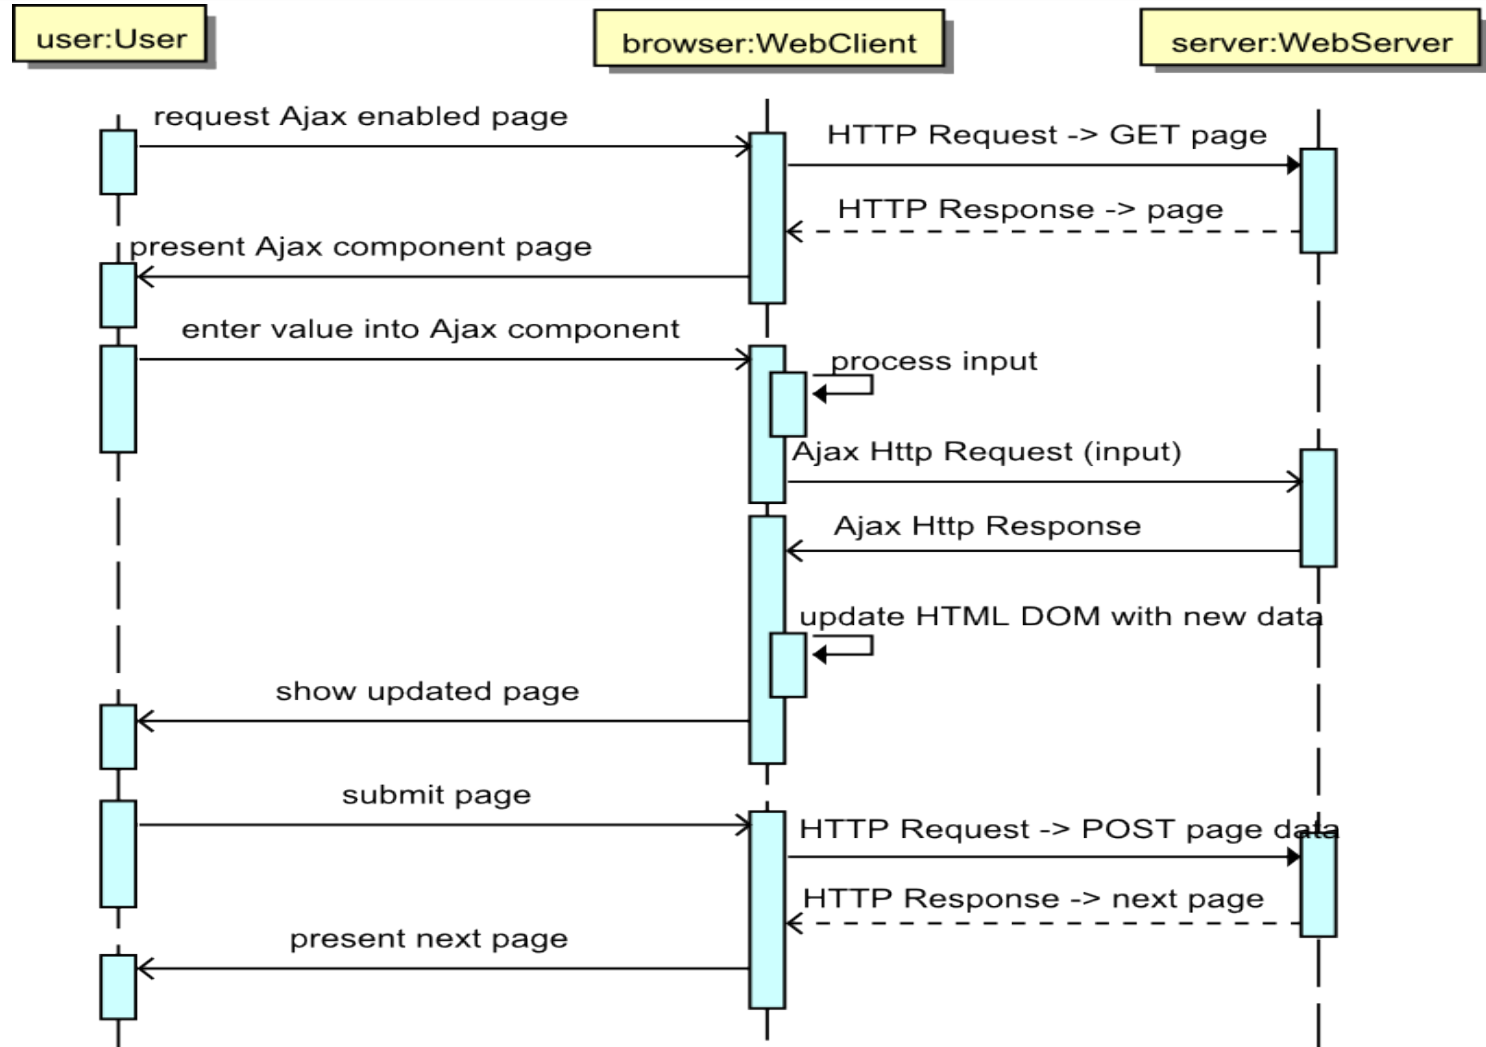 user:User
browser:WebClient
server:WebServer
request Ajax enabled page
HTTP Request -> GET page
HTTP Response -> page
present Ajax component page
enter value into Ajax component
process input
Ajax Http Request (input)
Ajax Http Response
update HTML DOM with new data
show updated page
submit page
HTTP Request -> POST page data
HTTP Response -> next page
present next page